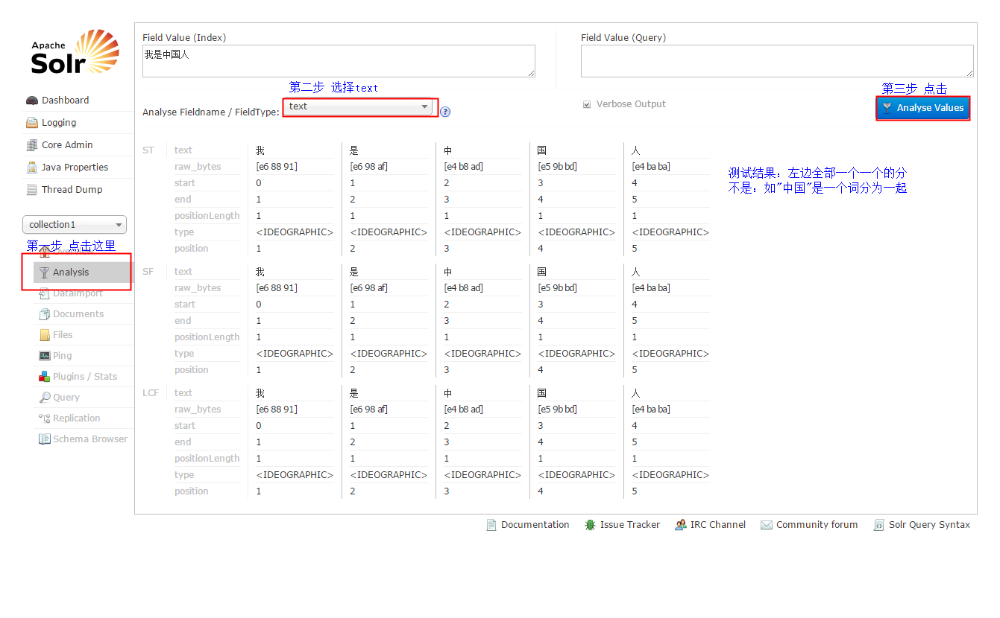 Apache
Solr
Dashboard
Logging
Core Admin
Java Properties
Thread Dump
collection1
第一步 点击这里
Overview
Analysis
Dataimport
Documents
Files
Ping
Plugins / Stats
Query
Replication
Schema Browser
Field Value (Index)
我是中国人
Field Value (Query)
第二步 选择text
Analyse Fieldname / FieldType: text
Verbose Output
第三步 点击
Analyse Values
测试结果：左边全部一个一个的分
不是：如"中国"是一个词分为一起
ST text 我 是 中 国 人
raw_bytes [e6 88 91] [e6 98 af] [e4 b8 ad] [e5 9b bd] [e4 ba ba]
start 0 1 2 3 4
end 1 2 3 4 5
positionLength 1 1 1 1 1
type <IDEOGRAPHIC> <IDEOGRAPHIC> <IDEOGRAPHIC> <IDEOGRAPHIC> <IDEOGRAPHIC>
position 1 2 3 4 5
SF text 我 是 中 国 人
raw_bytes [e6 88 91] [e6 98 af] [e4 b8 ad] [e5 9b bd] [e4 ba ba]
start 0 1 2 3 4
end 1 2 3 4 5
positionLength 1 1 1 1 1
type <IDEOGRAPHIC> <IDEOGRAPHIC> <IDEOGRAPHIC> <IDEOGRAPHIC> <IDEOGRAPHIC>
position 1 2 3 4 5
LCF text 我 是 中 国 人
raw_bytes [e6 88 91] [e6 98 af] [e4 b8 ad] [e5 9b bd] [e4 ba ba]
start 0 1 2 3 4
end 1 2 3 4 5
positionLength 1 1 1 1 1
type <IDEOGRAPHIC> <IDEOGRAPHIC> <IDEOGRAPHIC> <IDEOGRAPHIC> <IDEOGRAPHIC>
position 1 2 3 4 5
Documentation Issue Tracker IRC Channel Community forum Solr Query Syntax